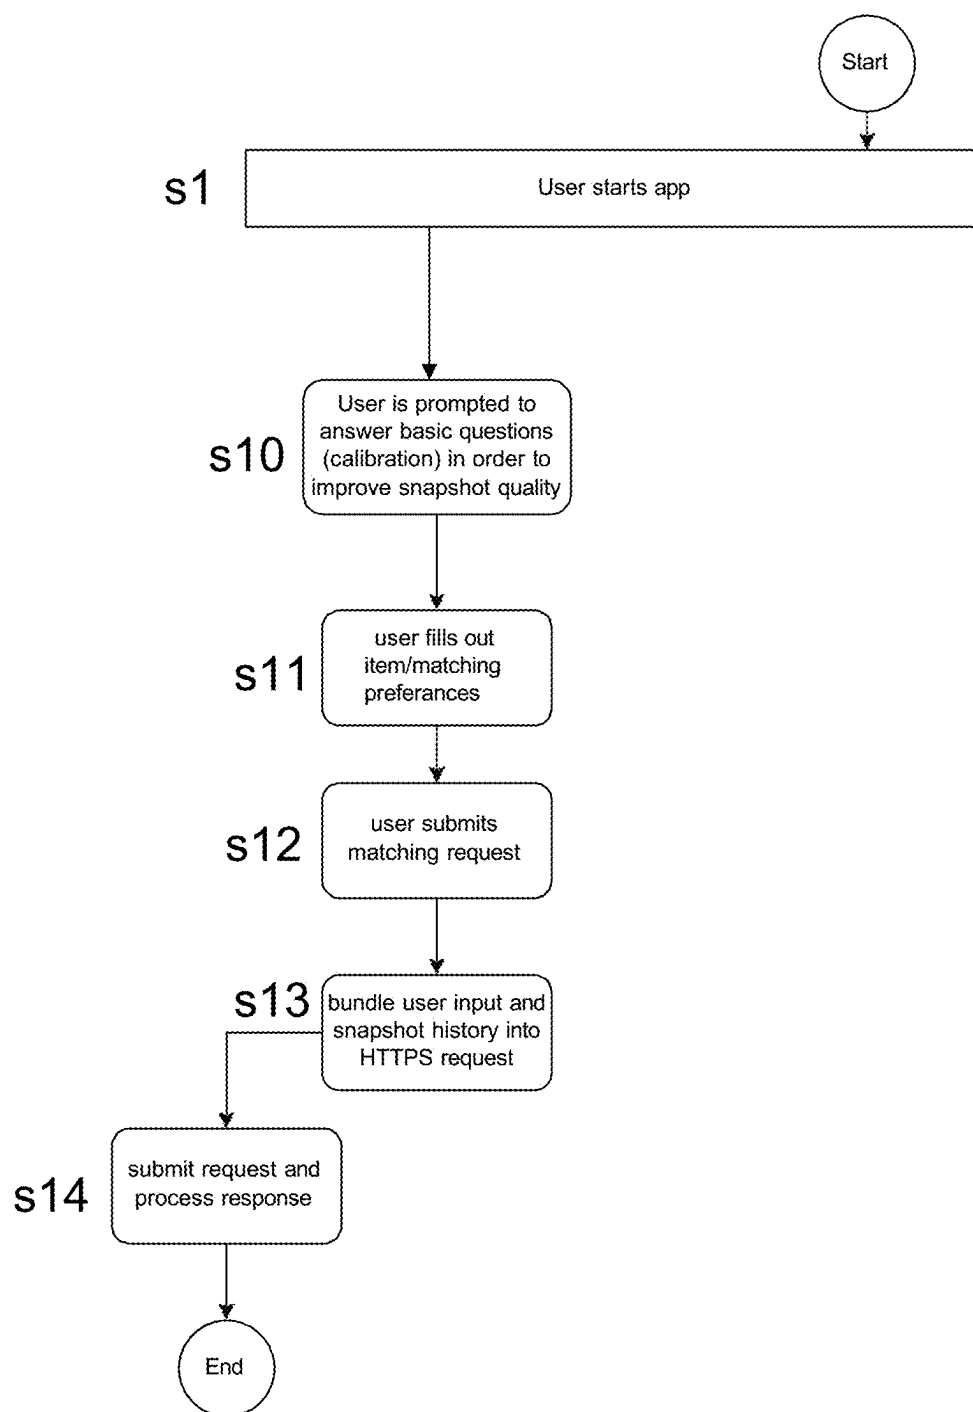 Start
s1
User starts app
s10
User is prompted to
answer basic questions
(calibration) in order to
improve snapshot quality
s11
user fills out
item/matching
preferances
s12
user submits
matching request
s13
bundle user input and
snapshot history into
HTTPS request
s14
submit request and
process response
End